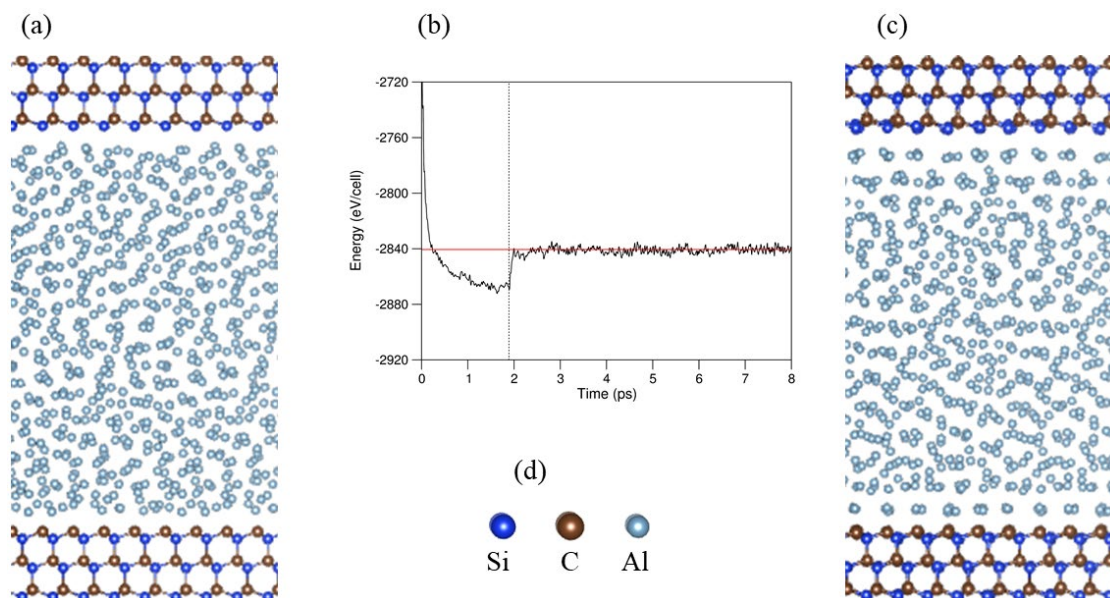 (a)
(b)
(c)
-2720
-2760
-2800
-2840
-2880
-2920
Energy (eV/cell)
0 1 2 3 4 5 6 7 8
Time (ps)
(d)
Si C Al